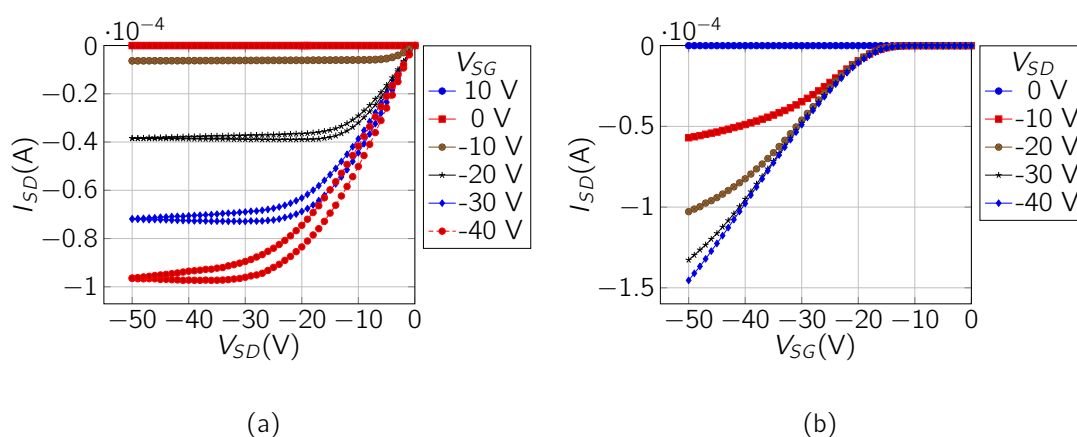 ·10⁻⁴
0
−0.2
−0.4
−0.6
−0.8
−1
I_SD(A)
−50 −40 −30 −20 −10 0
V_SD(V)
V_SG
10 V
0 V
-10 V
-20 V
-30 V
-40 V
(a)
·10⁻⁴
0
−0.5
−1
−1.5
I_SD(A)
−50 −40 −30 −20 −10 0
V_SG(V)
V_SD
0 V
-10 V
-20 V
-30 V
-40 V
(b)